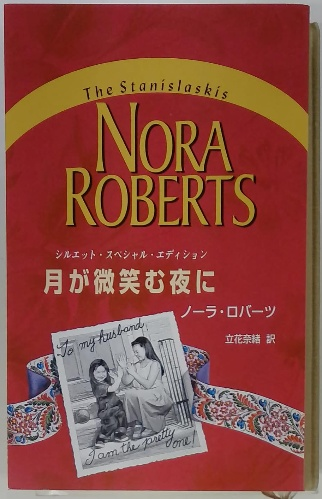 The Stanislaskis
NORA
ROBERTS
シルエット・スペシャル・エディション
月が微笑む夜に
ノーラ・ロバーツ
立花奈緒 訳
To my husband,
I am the pretty
one!